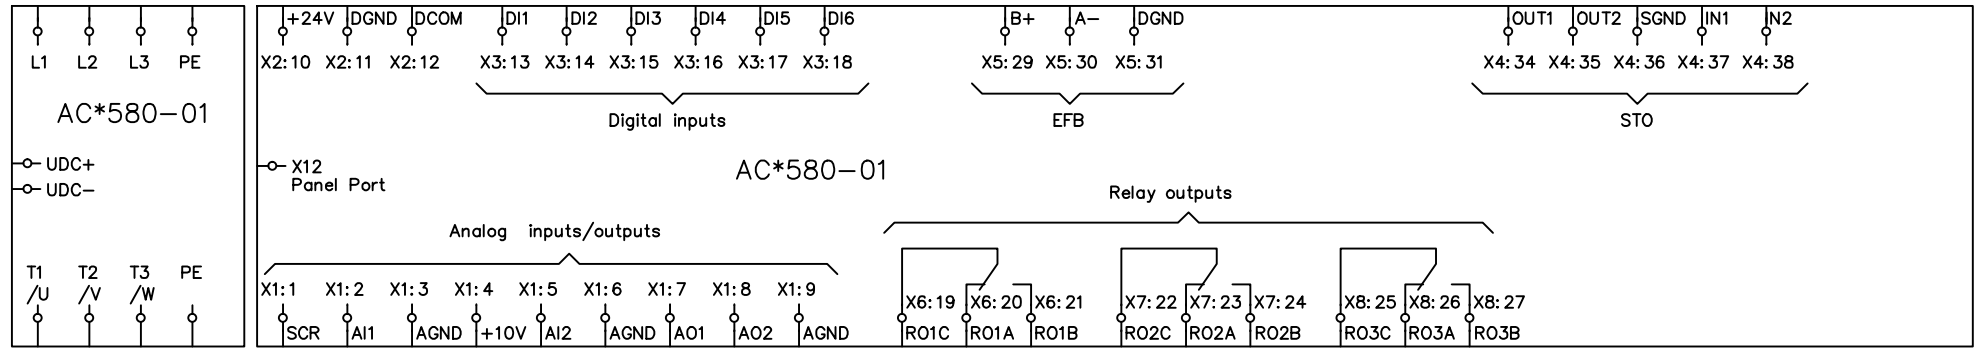 L1 L2 L3 PE
AC*580-01
UDC+
UDC-
T1 T2 T3 PE
/U /V /W
+24V DGND DCOM DI1 DI2 DI3 DI4 DI5 DI6 B+ A- DGND OUT1 OUT2 SGND IN1 IN2
X2:10 X2:11 X2:12 X3:13 X3:14 X3:15 X3:16 X3:17 X3:18 X5:29 X5:30 X5:31 X4:34 X4:35 X4:36 X4:37 X4:38
Digital inputs EFB STO
X12
Panel Port
AC*580-01
Relay outputs
Analog inputs/outputs
X1:1 X1:2 X1:3 X1:4 X1:5 X1:6 X1:7 X1:8 X1:9
X6:19 X6:20 X6:21 X7:22 X7:23 X7:24 X8:25 X8:26 X8:27
SCR AI1 AGND +10V AI2 AGND AO1 AO2 AGND RO1C RO1A RO1B RO2C RO2A RO2B RO3C RO3A RO3B